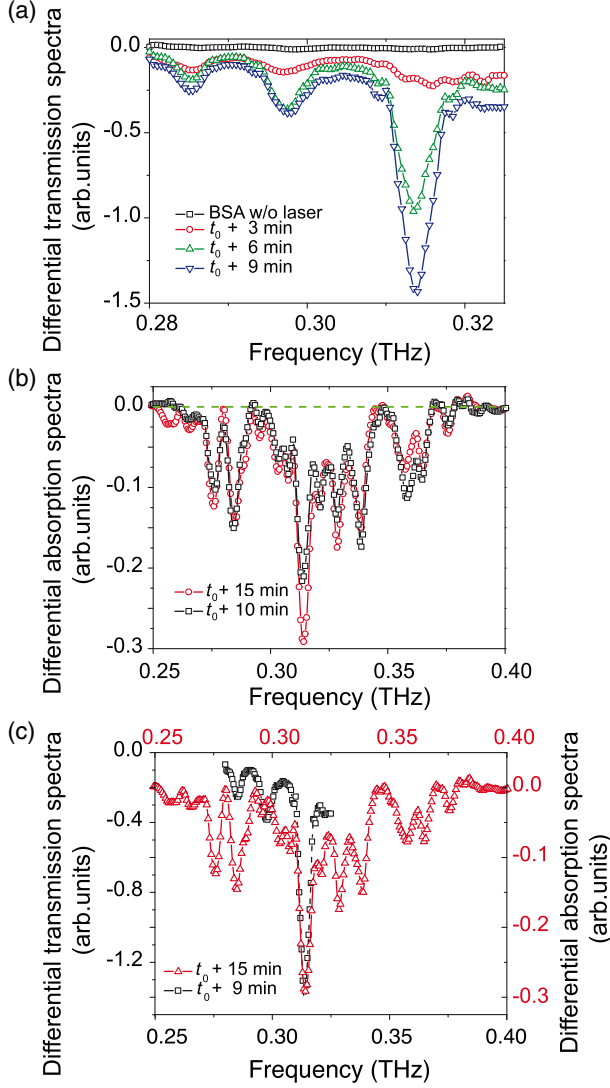 (a)
Differential transmission spectra
(arb.units)
0.0
-0.5
-1.0
-1.5
BSA w/o laser
t0 + 3 min
t0 + 6 min
t0 + 9 min
0.28
0.30
0.32
Frequency (THz)
(b)
Differential absorption spectra
(arb.units)
0.0
-0.1
-0.2
-0.3
t0+ 15 min
t0+ 10 min
0.25
0.30
0.35
0.40
Frequency (THz)
(c)
0.25
0.30
0.35
0.40
Differential transmission spectra
(arb.units)
0.0
-0.4
-0.8
-1.2
0.0
-0.1
-0.2
-0.3
Differential absorption spectra
(arb.units)
t0+ 15 min
t0+ 9 min
0.25
0.30
0.35
0.40
Frequency (THz)